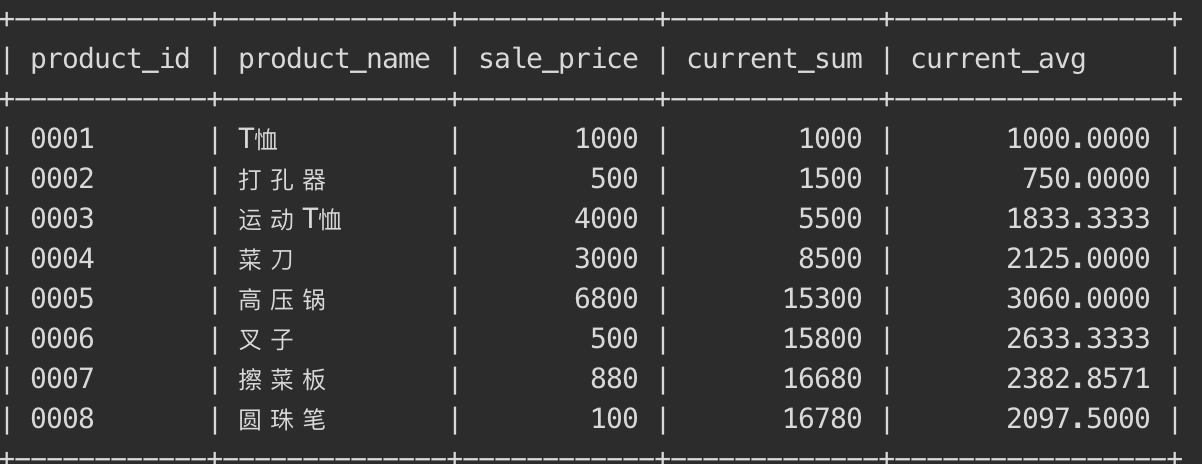 | product_id | product_name | sale_price | current_sum | current_avg |
| 0001 | T恤 | 1000 | 1000 | 1000.0000 |
| 0002 | 打孔器 | 500 | 1500 | 750.0000 |
| 0003 | 运动T恤 | 4000 | 5500 | 1833.3333 |
| 0004 | 菜刀 | 3000 | 8500 | 2125.0000 |
| 0005 | 高压锅 | 6800 | 15300 | 3060.0000 |
| 0006 | 叉子 | 500 | 15800 | 2633.3333 |
| 0007 | 擦菜板 | 880 | 16680 | 2382.8571 |
| 0008 | 圆珠笔 | 100 | 16780 | 2097.5000 |